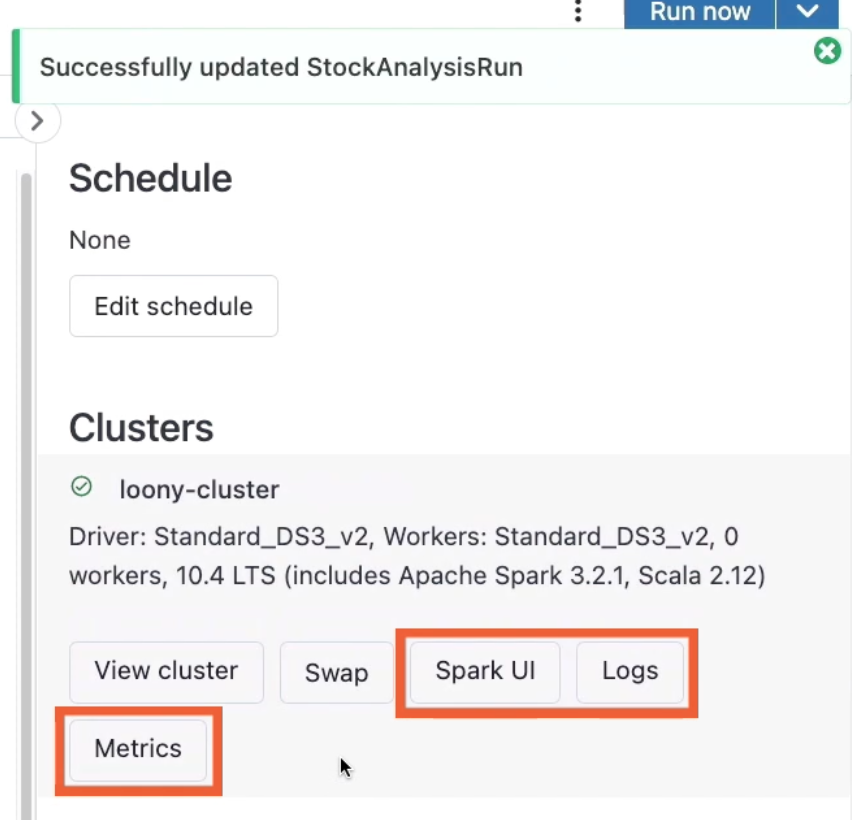 Run now
Successfully updated StockAnalysisRun
Schedule
None
Edit schedule
Clusters
loony-cluster
Driver: Standard_DS3_v2, Workers: Standard_DS3_v2, 0
workers, 10.4 LTS (includes Apache Spark 3.2.1, Scala 2.12)
View cluster Swap Spark UI Logs
Metrics